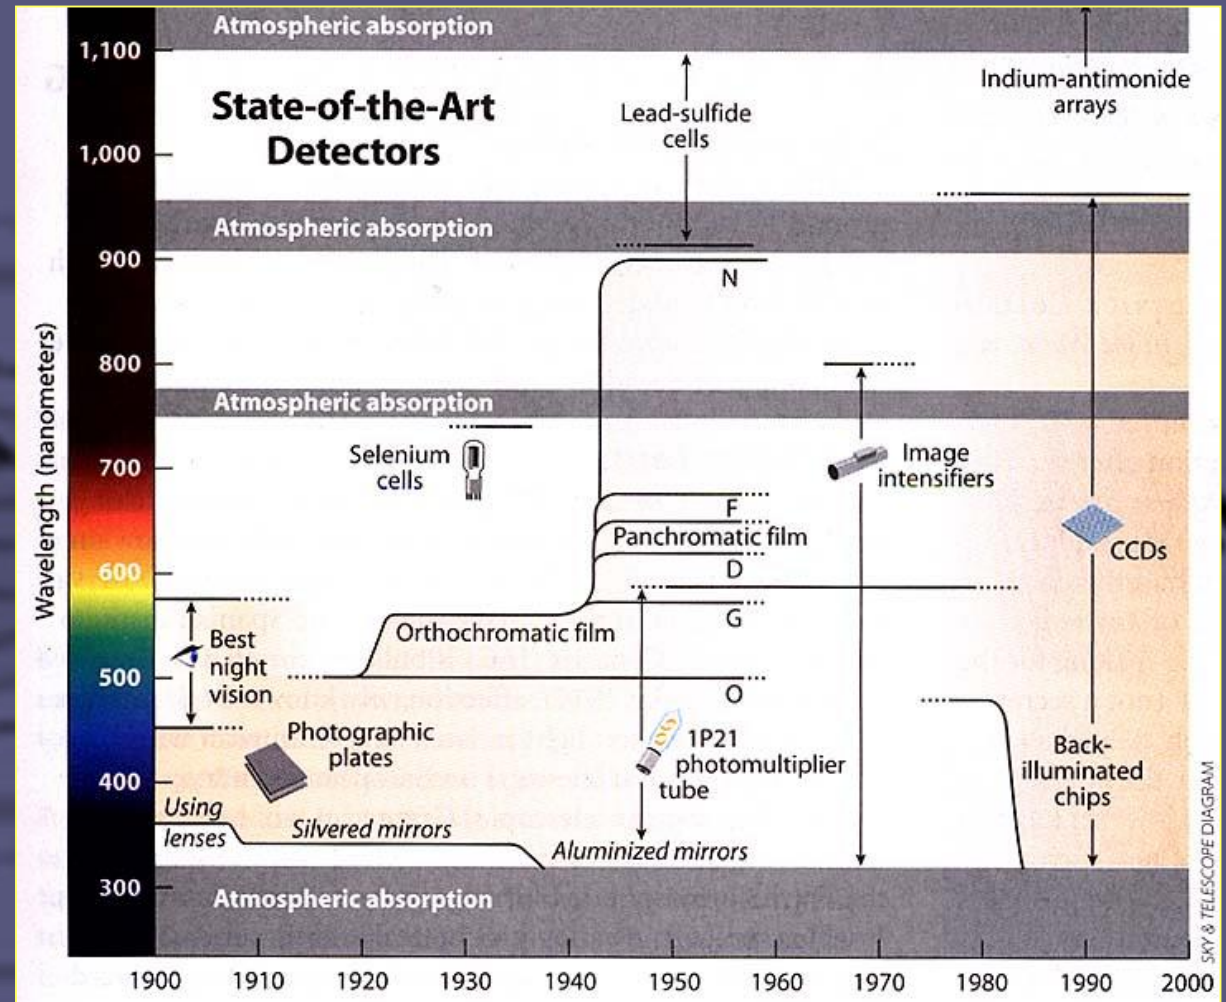 Atmospheric absorption
1,100
State-of-the-Art
Detectors
Lead-sulfide
cells
Indium-antimonide
arrays
1,000
Atmospheric absorption
900
N
800
Atmospheric absorption
Selenium
cells
Image
intensifiers
700
F
Panchromatic film
CCDs
600
D
G
Orthochromatic film
Best
night
vision
500
O
Photographic
plates
1P21
photomultiplier
tube
Back-
illuminated
chips
400
Using
lenses
Silvered mirrors
Aluminized mirrors
300
Atmospheric absorption
Wavelength (nanometers)
SKY & TELESCOPE DIAGRAM
1900 1910 1920 1930 1940 1950 1960 1970 1980 1990 2000